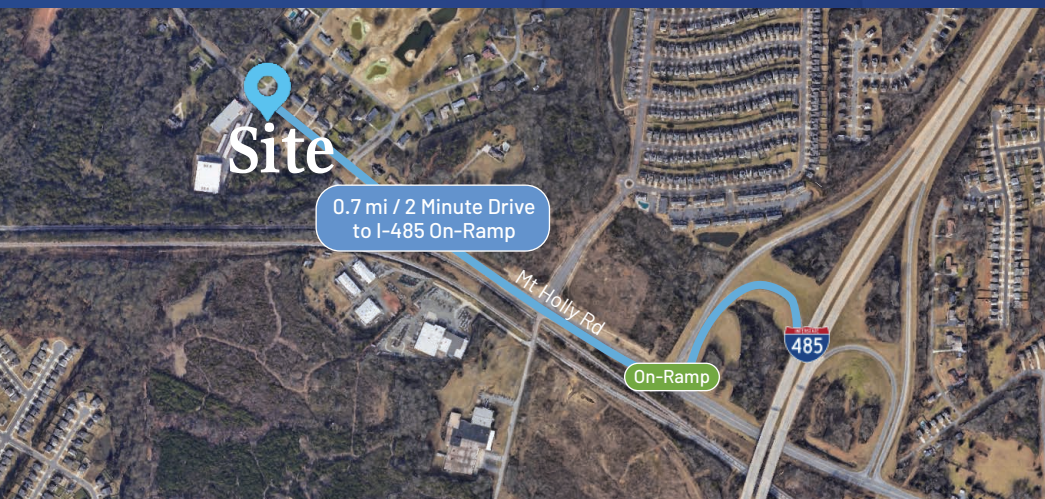 Site
0.7 mi / 2 Minute Drive
to I-485 On-Ramp
Mt Holly Rd
INTERSTATE
485
On-Ramp